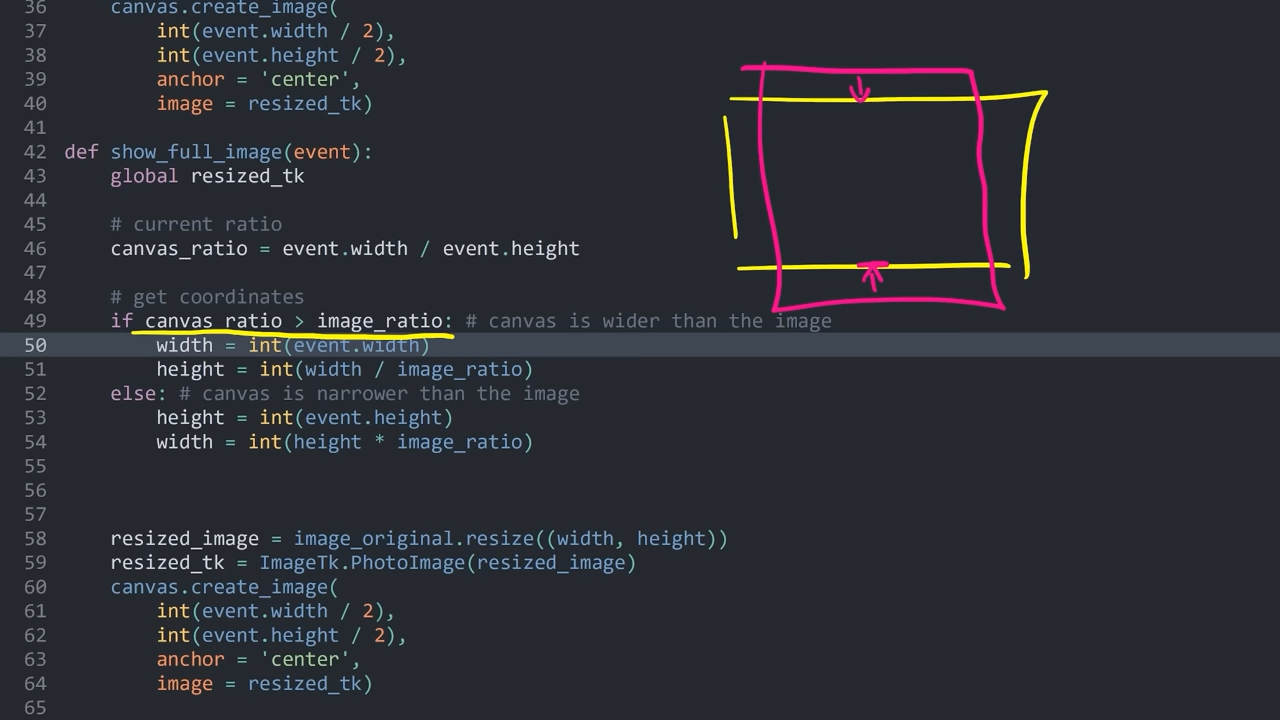 36 canvas.create_image(
37 int(event.width / 2),
38 int(event.height / 2),
39 anchor = 'center',
40 image = resized_tk)
41
42 def show_full_image(event):
43 global resized_tk
44
45 # current ratio
46 canvas_ratio = event.width / event.height
47
48 # get coordinates
49 if canvas_ratio > image_ratio: # canvas is wider than the image
50 width = int(event.width)
51 height = int(width / image_ratio)
52 else: # canvas is narrower than the image
53 height = int(event.height)
54 width = int(height * image_ratio)
55
56
57
58 resized_image = image_original.resize((width, height))
59 resized_tk = ImageTk.PhotoImage(resized_image)
60 canvas.create_image(
61 int(event.width / 2),
62 int(event.height / 2),
63 anchor = 'center',
64 image = resized_tk)
65